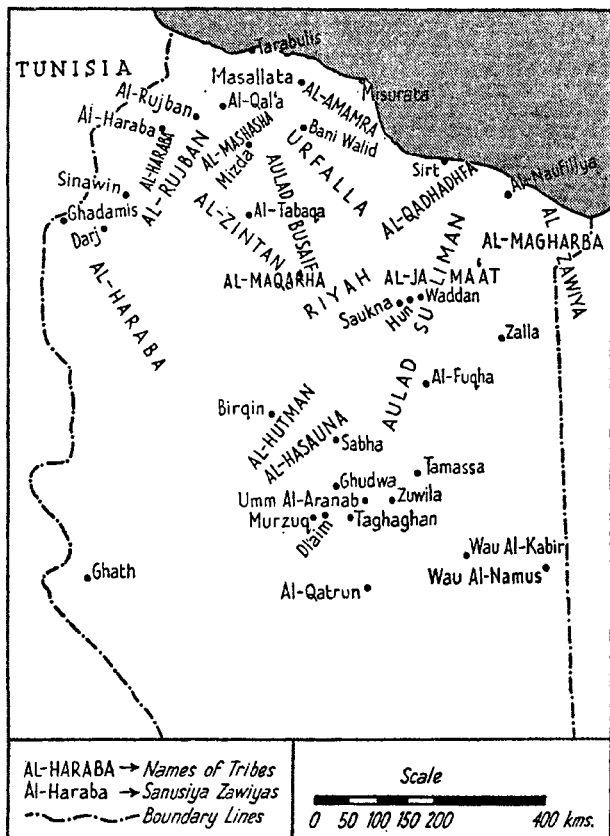 Tarabulis
TUNISIA
Masallata
AL-AMAMRA
Misurata
Al-Rujban
Al-Qal'a
Al-Haraba
AL-HARABA
AL-RUJBAN
AL-MASHASHA
Mizda
Bani Walid
URFALLA
Sirt
AL-QADHADHFA
Al-Naufiliya
Sinawin
Ghadamis
Darj
AL-ZINTAN
Al-Tabaqa
AULAD BUSAIF
AL-MAGHARBA
AL ZAWIYA
AL-HARABA
AL-MAQARHA
RIYAH
AL-JAMA'AT
Saukna
Hun
Waddan
AULAD SULIMAN
Zalla
Al-Fuqha
Birqin
AL-HUTMAN
AL-HASAUNA
Sabha
Ghudwa
Tamassa
Umm Al-Aranab
Zuwila
Murzuq
Dl'aim
Taghaghan
Ghath
Wau Al-Kabir
Wau Al-Namus
Al-Qatrun
AL-HARABA → Names of Tribes
Al-Haraba → Sanusiya Zawiyas
Boundary Lines
Scale
0 50 100 150 200 400 kms.